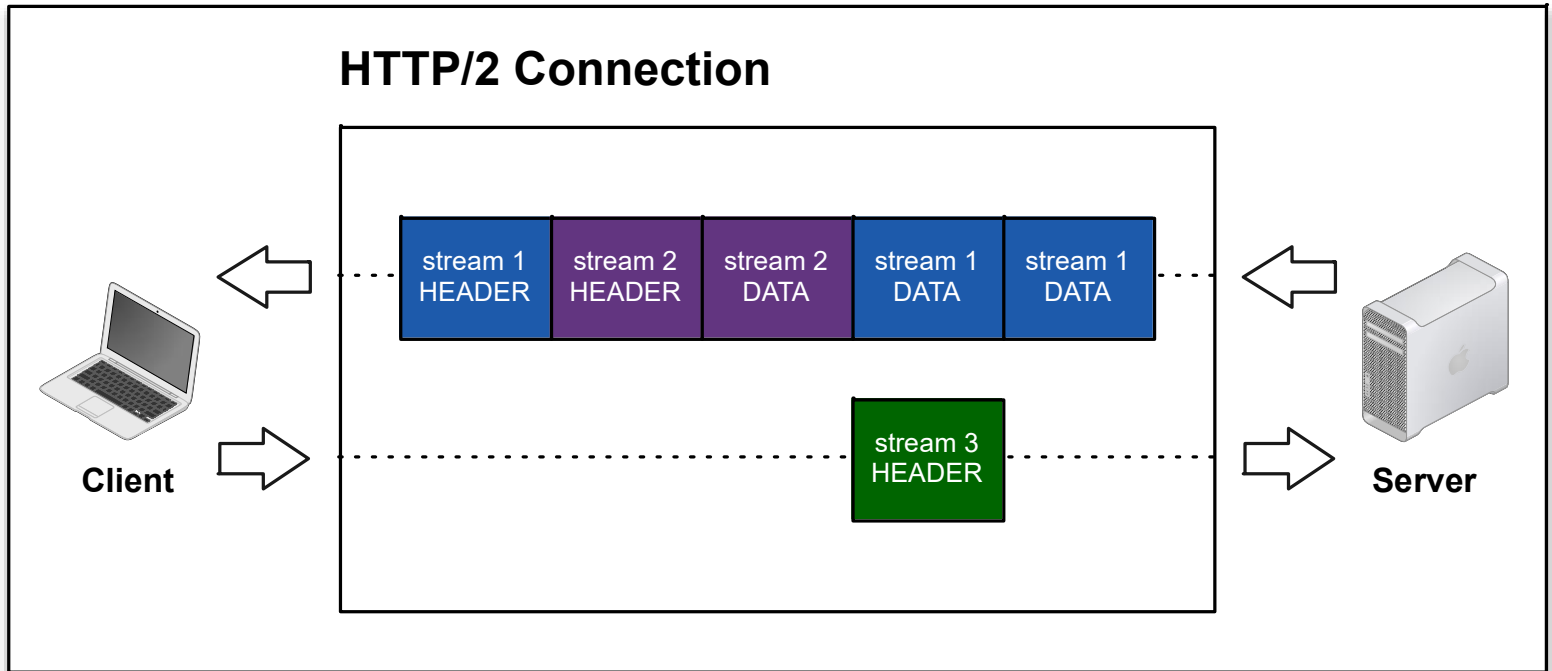 HTTP/2 Connection
stream 1
HEADER
stream 2
HEADER
stream 2
DATA
stream 1
DATA
stream 1
DATA
stream 3
HEADER
Client
Server